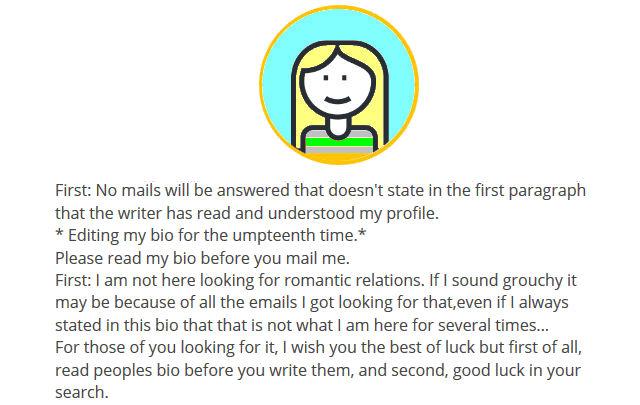 First: No mails will be answered that doesn't state in the first paragraph
that the writer has read and understood my profile.
* Editing my bio for the umpteenth time.*
Please read my bio before you mail me.
First: I am not here looking for romantic relations. If I sound grouchy it
may be because of all the emails I got looking for that,even if I always
stated in this bio that that is not what I am here for several times...
For those of you looking for it, I wish you the best of luck but first of all,
read peoples bio before you write them, and second, good luck in your
search.